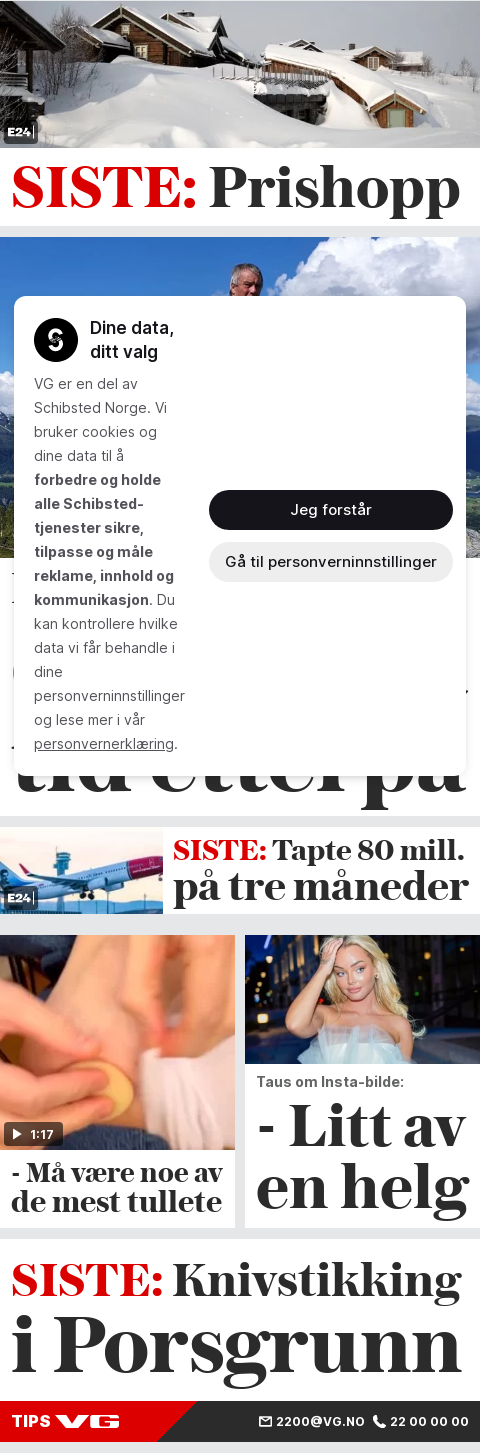 E24
SISTE: Prishopp
Dine data,
ditt valg
VG er en del av
Schibsted Norge. Vi
bruker cookies og
dine data til å
forbedre og holde
alle Schibsted-
tjenester sikre,
tilpasse og måle
reklame, innhold og
kommunikasjon. Du
kan kontrollere hvilke
data vi får behandle i
dine
personverninnstillinger
og lese mer i vår
personvernerklæring.
Jeg forstår
Gå til personverninnstillinger
tid etterpå
E24
SISTE: Tapte 80 mill.
på tre måneder
1:17
- Må være noe av
de mest tullete
Taus om Insta-bilde:
- Litt av
en helg
SISTE: Knivstikking
i Porsgrunn
TIPS VG
2200@VG.NO 22 00 00 00